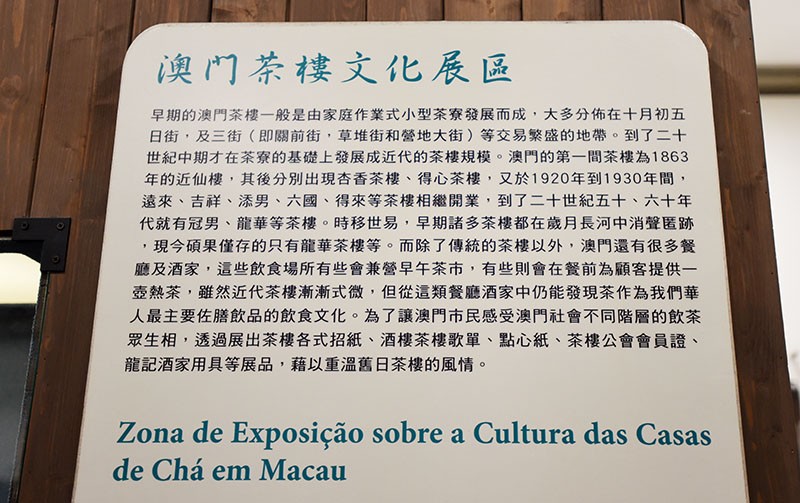 澳門茶樓文化展區
早期的澳門茶樓一般是由家庭作業式小型茶寮發展而成，大多分佈在十月初五
日街，及三街（即關前街，草堆街和營地大街）等交易繁盛的地帶。到了二十
世紀中期才在茶寮的基礎上發展成近代的茶樓規模。澳門的第一間茶樓為1863
年的近仙樓，其後分別出現杏香茶樓、得心茶樓，又於1920年到1930年間，
遠來、吉祥、添男、六國、得來等茶樓相繼開業，到了二十世紀五十、六十年
代就有冠男、龍華等茶樓。時移世易，早期諸多茶樓都在歲月長河中消聲匿跡
，現今碩果僅存的只有龍華茶樓等。而除了傳統的茶樓以外，澳門還有很多餐
廳及酒家，這些飲食場所有些會兼營早午茶市，有些則會在餐前為顧客提供一
壺熱茶，雖然近代茶樓漸漸式微，但從這類餐廳酒家中仍能發現茶作為我們華
人最主要佐膳飲品的飲食文化。為了讓澳門市民感受澳門社會不同階層的飲茶
眾生相，透過展出茶樓各式招紙、酒樓茶樓歌單、點心紙、茶樓公會會員證、
龍記酒家用具等展品，藉以重溫舊日茶樓的風情。
Zona de Exposição sobre a Cultura das Casas
de Chá em Macau